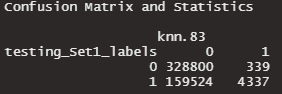 Confusion Matrix and Statistics
knn.83
testing_Set1_labels 0 1
0 328800 339
1 159524 4337